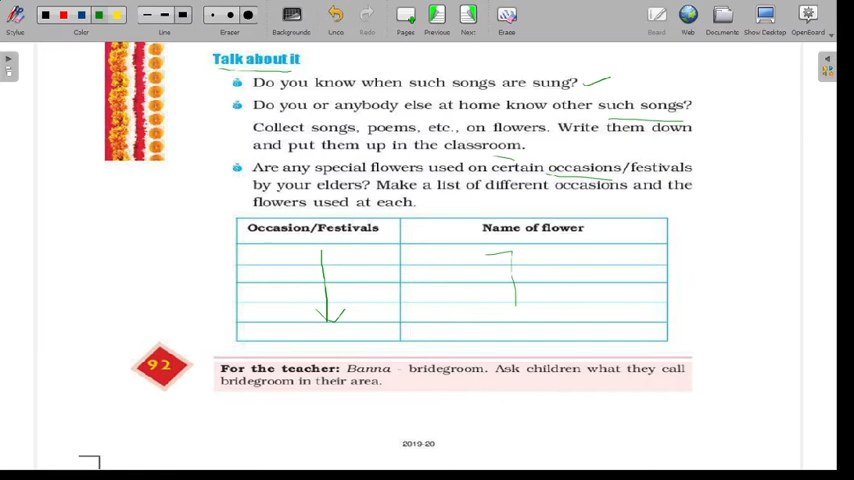 Stylus
Line
Eraser
Backgrounds
Undo
Redo
Pages
Previous
Next
Erase
Board
Web
Documents
Show Desktop
OpenBoard
Talk about it
Do you know when such songs are sung?
Do you or anybody else at home know other such songs?
Collect songs, poems, etc., on flowers. Write them down
and put them up in the classroom.
Are any special flowers used on certain occasions/festivals
by your elders? Make a list of different occasions and the
flowers used at each.
Occasion/Festivals Name of flower
92
For the teacher: Banna - bridegroom. Ask children what they call
bridegroom in their area.
2019-20